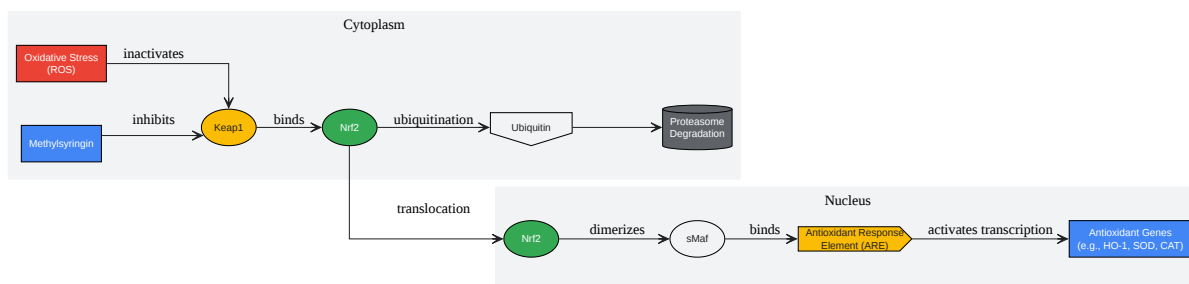 Cytoplasm
Oxidative Stress
(ROS)
inactivates
Methylsyringin
inhibits
Keap1
binds
Nrf2
ubiquitination
Ubiquitin
Proteasome
Degradation
translocation
Nucleus
Nrf2
dimerizes
sMaf
binds
Antioxidant Response
Element (ARE)
activates transcription
Antioxidant Genes
(e.g., HO-1, SOD, CAT)